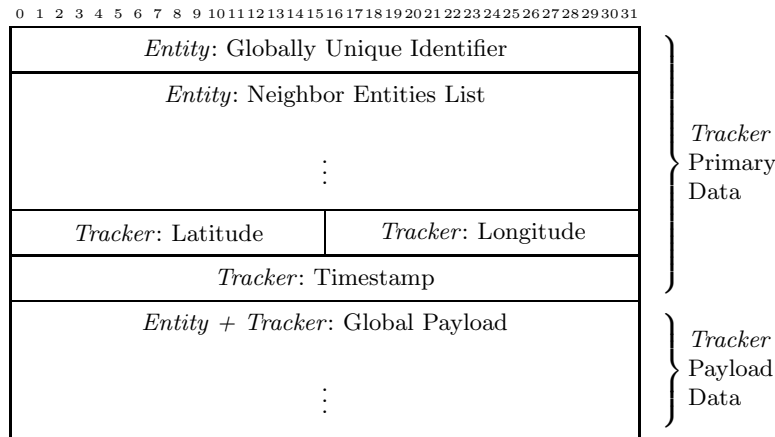 0 1 2 3 4 5 6 7 8 9 10 11 12 13 14 15 16 17 18 19 20 21 22 23 24 25 26 27 28 29 30 31
Entity: Globally Unique Identifier
Entity: Neighbor Entities List
⋮
Tracker: Latitude
Tracker: Longitude
Tracker: Timestamp
Tracker
Primary
Data
Entity + Tracker: Global Payload
⋮
Tracker
Payload
Data